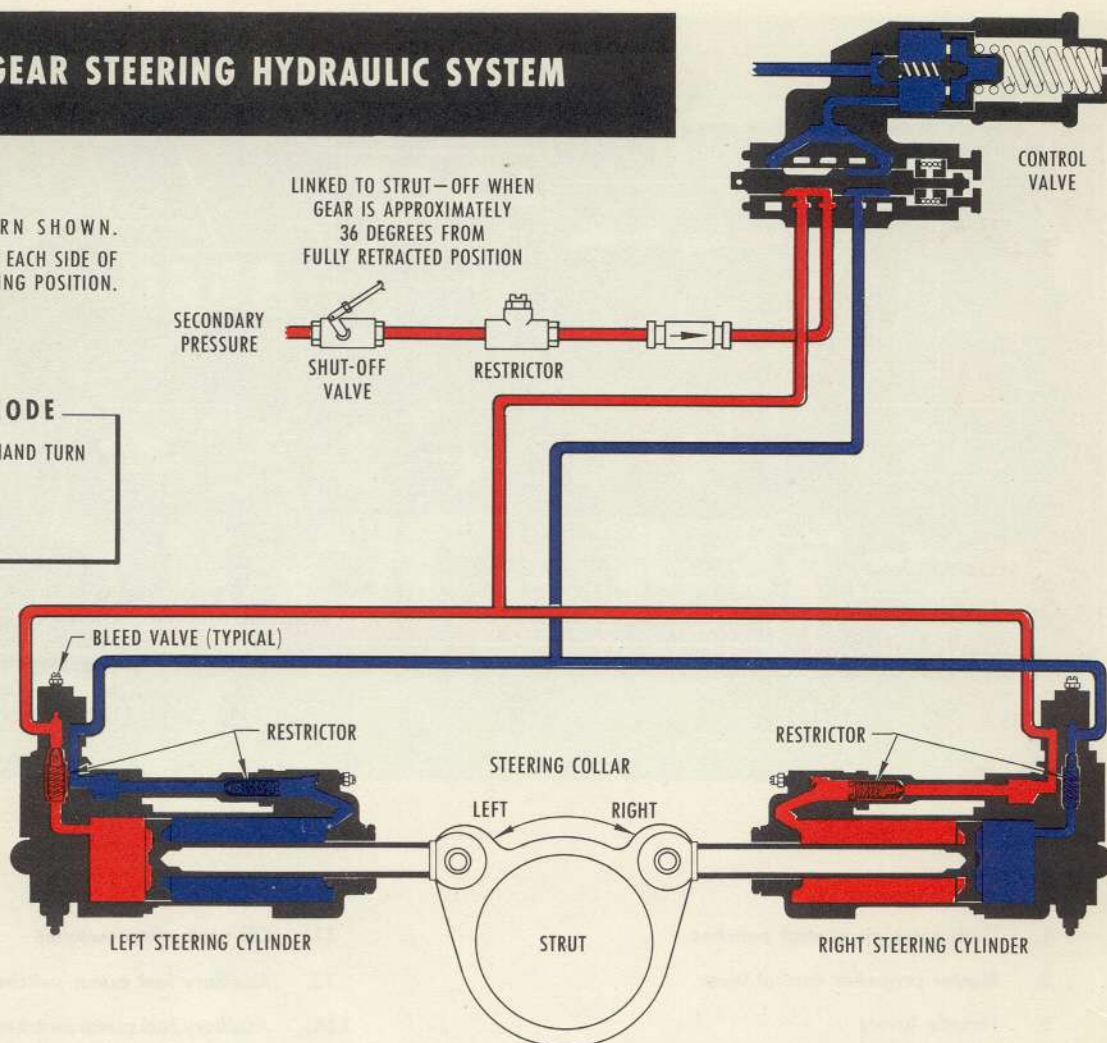 GEAR STEERING HYDRAULIC SYSTEM
RN SHOWN.
EACH SIDE OF
NG POSITION.
LINKED TO STRUT—OFF WHEN
GEAR IS APPROXIMATELY
36 DEGREES FROM
FULLY RETRACTED POSITION
CONTROL
VALVE
SECONDARY
PRESSURE
SHUT-OFF
VALVE
RESTRICTOR
ODE
HAND TURN
BLEED VALVE (TYPICAL)
RESTRICTOR
RESTRICTOR
STEERING COLLAR
LEFT
RIGHT
LEFT STEERING CYLINDER
STRUT
RIGHT STEERING CYLINDER